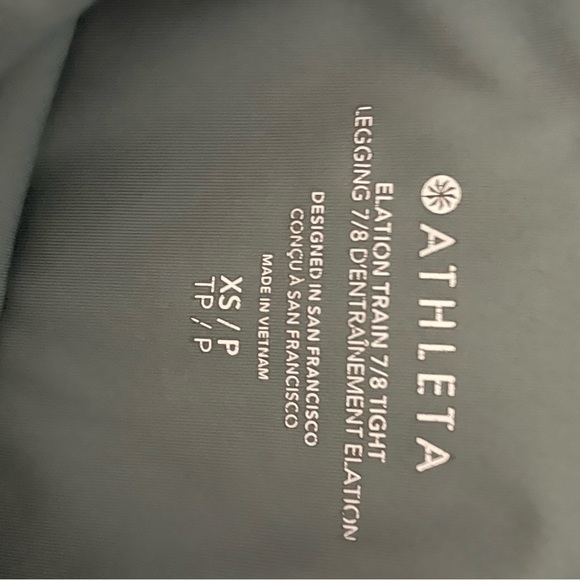 ATHLETA
ELATION TRAIN 7/8 TIGHT
LEGGING 7/8 D'ENTRAÎNEMENT ELATION
DESIGNED IN SAN FRANCISCO
CONÇU À SAN FRANCISCO
MADE IN VIETNAM
XS / P
TP / P